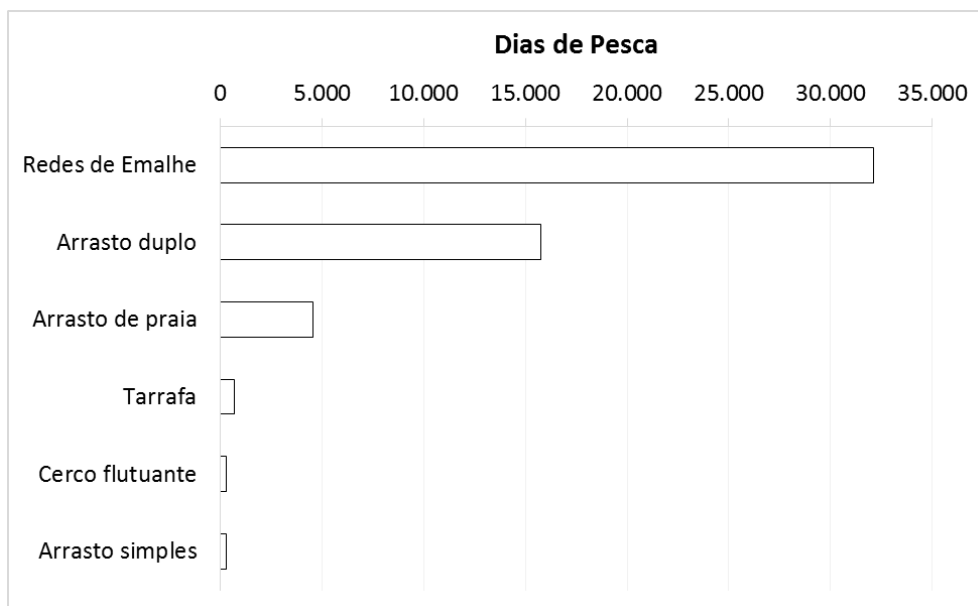 Dias de Pesca
0 5.000 10.000 15.000 20.000 25.000 30.000 35.000
Redes de Emalhe
Arrasto duplo
Arrasto de praia
Tarrafa
Cerco flutuante
Arrasto simples